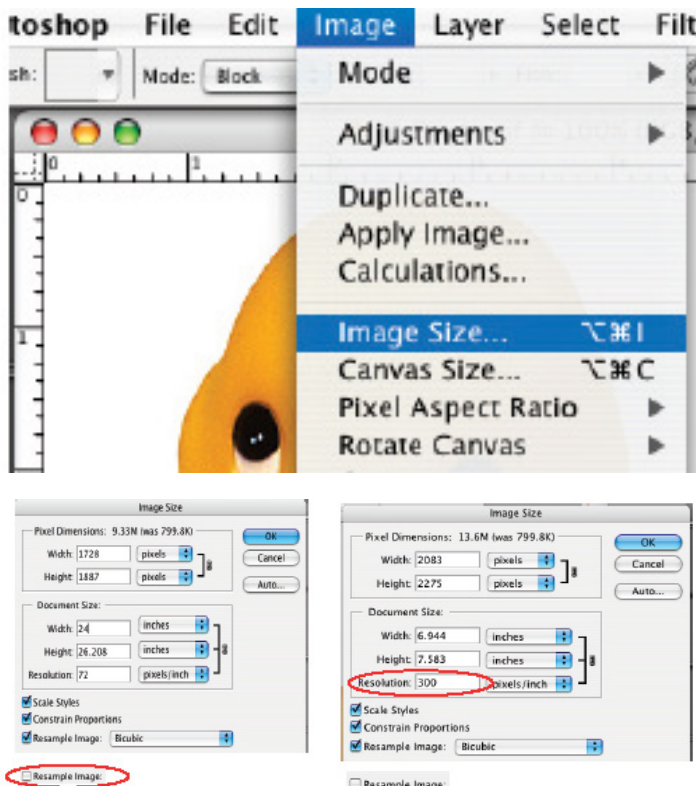 toshop File Edit Image Layer Select Filt
sh: Mode: Block
Mode
Adjustments
0 1
0
Duplicate...
Apply Image...
Calculations...
1
Image Size... ⌥⌘I
Canvas Size... ⌥⌘C
Pixel Aspect Ratio
Rotate Canvas
Image Size
Pixel Dimensions: 9.33M (was 799.8K)
OK
Width: 1728 pixels
Cancel
Height: 1887 pixels
Auto...
Document Size:
Width: 24 inches
Height: 26.208 inches
Resolution: 72 pixels/inch
Scale Styles
Constrain Proportions
Resample Image: Bicubic
Resample Image:
Image Size
Pixel Dimensions: 13.6M (was 799.8K)
OK
Width: 2083 pixels
Cancel
Height: 2275 pixels
Auto...
Document Size:
Width: 6.944 inches
Height: 7.583 inches
Resolution: 300 pixels/inch
Scale Styles
Constrain Proportions
Resample Image: Bicubic
Resample Image: